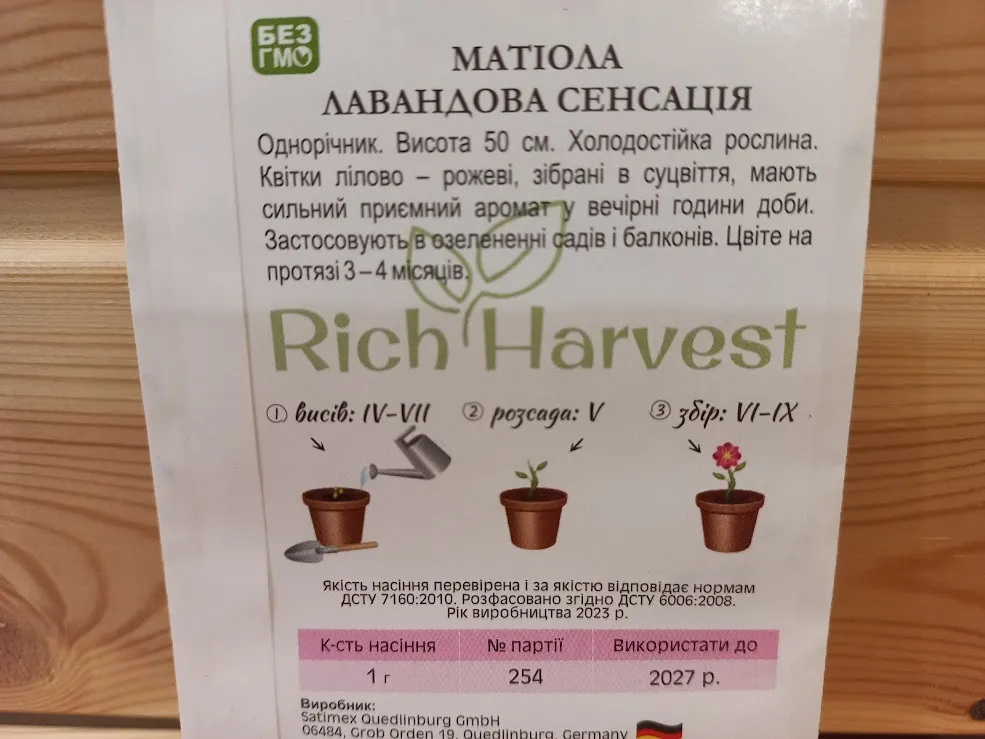 БЕЗ
ГМО
МАТІОЛА
ЛАВАНДОВА СЕНСАЦІЯ
Однорічник. Висота 50 см. Холодостійка рослина.
Квітки лілово – рожеві, зібрані в суцвіття, мають
сильний приємний аромат у вечірні години доби.
Застосовують в озелененні садів і балконів. Цвіте на
протязі 3 – 4 місяців.
Rich Harvest
① висів: IV-VII ② розсада: V ③ збір: VI-IX
Якість насіння перевірена і за якістю відповідає нормам
ДСТУ 7160:2010. Розфасовано згідно ДСТУ 6006:2008.
Рік виробництва 2023 р.
К-сть насіння № партії Використати до
1 г 254 2027 р.
Виробник:
Satimex Quedlinburg GmbH
06484, Grob Orden 19, Quedlinburg, Germany